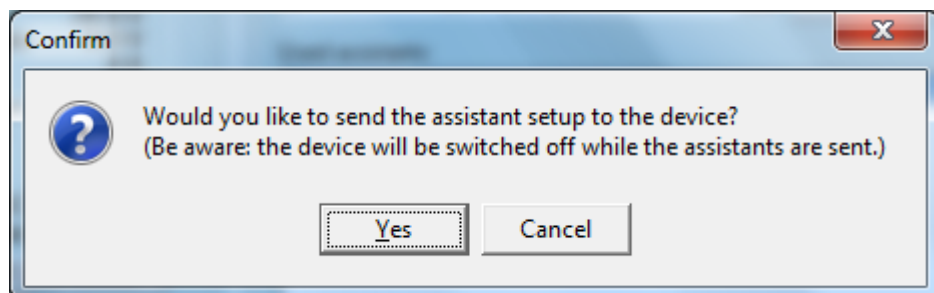 Confirm
Would you like to send the assistant setup to the device?
(Be aware: the device will be switched off while the assistants are sent.)
Yes
Cancel